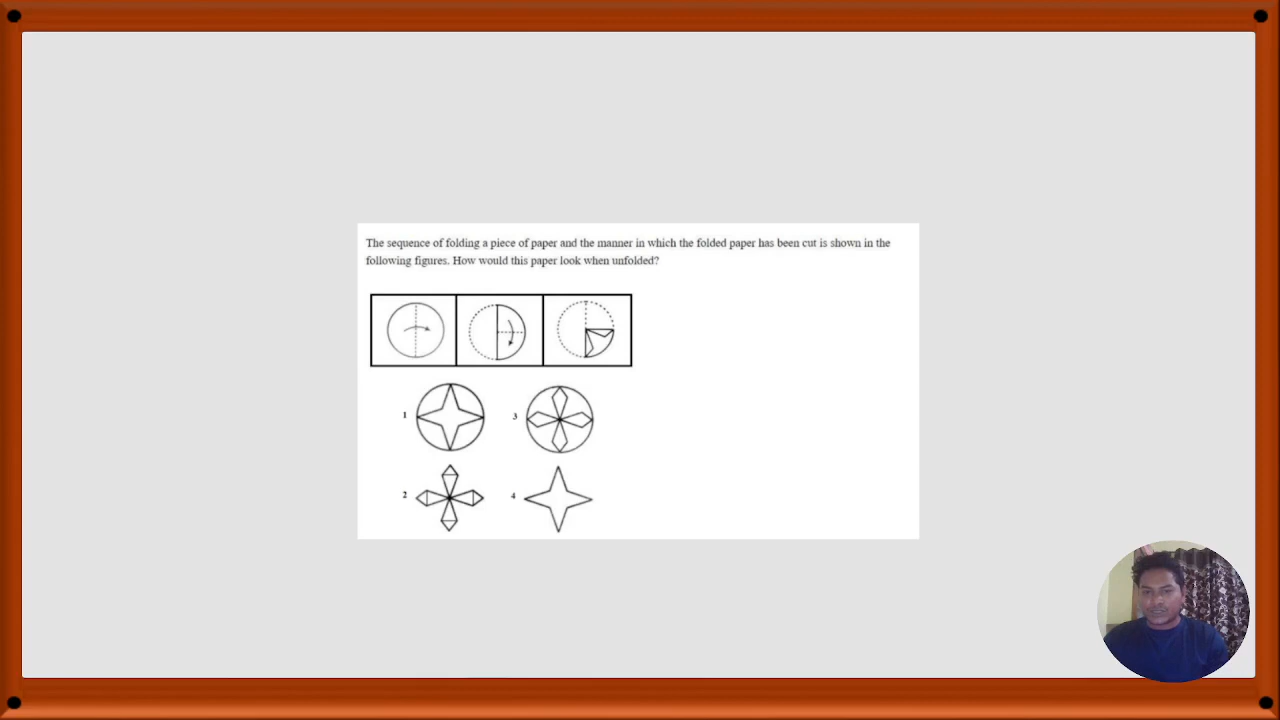 The sequence of folding a piece of paper and the manner in which the folded paper has been cut is shown in the
following figures. How would this paper look when unfolded?
1
3
2
4